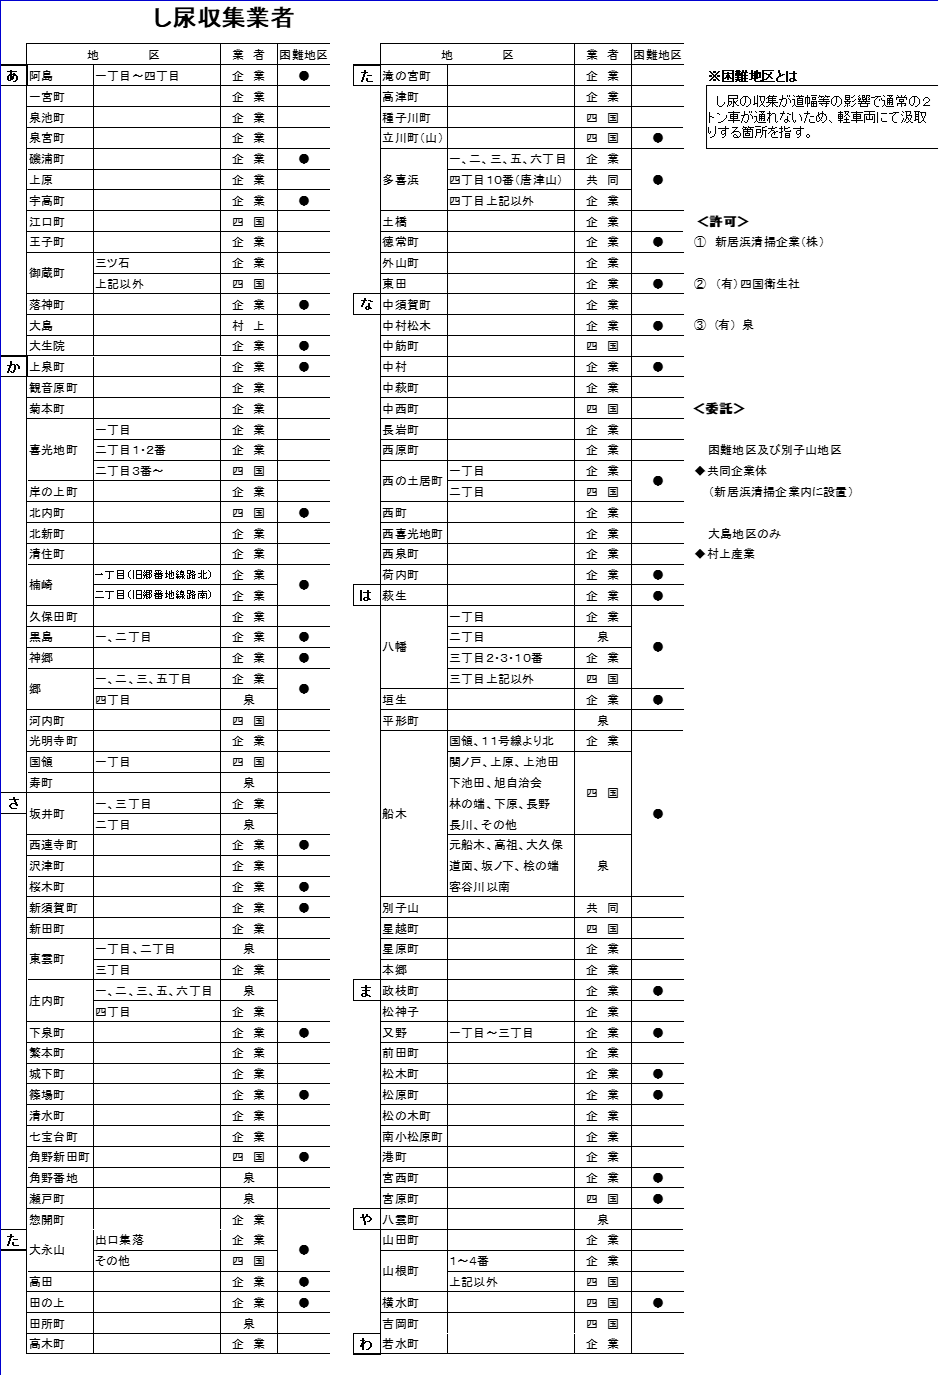 し尿収集業者
地 区 業 者 困難地区
あ 阿島 一丁目～四丁目 企 業 ●
一宮町 企 業
泉池町 企 業
泉宮町 企 業
磯浦町 企 業 ●
上原 企 業
宇高町 企 業 ●
江口町 四 国
王子町 企 業
御蔵町 三ツ石 企 業
上記以外 四 国
落神町 企 業 ●
大島 村 上
大生院 企 業 ●
か 上泉町 企 業 ●
観音原町 企 業
菊本町 企 業
喜光地町 一丁目 企 業
二丁目１・２番 企 業
二丁目３番～ 四 国
岸の上町 企 業
北内町 四 国 ●
北新町 企 業
清住町 企 業
楠崎 一丁目（旧郷番地線路北） 企 業 ●
二丁目（旧郷番地線路南） 企 業
久保田町 企 業
黒島 一、二丁目 企 業 ●
神郷 企 業 ●
郷 一、二、三、五丁目 企 業 ●
四丁目 泉
河内町 四 国
光明寺町 企 業
国領 一丁目 四 国
寿町 泉
さ 坂井町 一、三丁目 企 業
二丁目 泉
西連寺町 企 業 ●
沢津町 企 業
桜木町 企 業 ●
新須賀町 企 業 ●
新田町 企 業
東雲町 一丁目、二丁目 泉
三丁目 企 業
庄内町 一、二、三、五、六丁目 泉
四丁目 企 業
下泉町 企 業 ●
繁本町 企 業
城下町 企 業
篠場町 企 業 ●
清水町 企 業
七宝台町 企 業
角野新田町 四 国 ●
角野番地 泉
瀬戸町 泉
惣開町 企 業
た 大永山 出口集落 企 業 ●
その他 四 国
高田 企 業 ●
田の上 企 業 ●
田所町 泉
高木町 企 業
地 区 業 者 困難地区
た 滝の宮町 企 業
高津町 企 業
種子川町 四 国
立川町（山） 四 国 ●
多喜浜 一、二、三、五、六丁目 企 業 ●
四丁目１０番（唐津山） 共 同
四丁目上記以外 企 業
土橋 企 業
徳常町 企 業 ●
外山町 企 業
東田 企 業 ●
な 中須賀町 企 業
中村松木 企 業 ●
中筋町 四 国
中村 企 業 ●
中萩町 企 業
中西町 四 国
長岩町 企 業
西原町 企 業
西の土居町 一丁目 企 業 ●
二丁目 四 国
西町 企 業
西喜光地町 企 業
西泉町 企 業
荷内町 企 業 ●
は 萩生 企 業 ●
八幡 一丁目 企 業 ●
二丁目 泉
三丁目２・３・１０番 企 業
三丁目上記以外 四 国
垣生 企 業 ●
平形町 泉
船木 国領、１１号線より北 企 業 ●
関ノ戸、上原、上池田 四 国
下池田、旭自治会
林の端、下原、長野
長川、その他
元船木、高祖、大久保 泉
道面、坂ノ下、桧の端
客谷川以南
別子山 共 同
星越町 四 国
星原町 企 業
本郷 企 業
ま 政枝町 企 業 ●
松神子 企 業
又野 一丁目～三丁目 企 業 ●
前田町 企 業
松木町 企 業 ●
松原町 企 業 ●
松の木町 企 業
南小松原町 企 業
港町 企 業
宮西町 企 業 ●
宮原町 四 国 ●
や 八雲町 泉
山田町 企 業
山根町 １～４番 企 業
上記以外 四 国
横水町 四 国 ●
吉岡町 四 国
わ 若水町 企 業
※困難地区とは
し尿の収集が道幅等の影響で通常の２
トン車が通れないため、軽車両にて汲取
りする箇所を指す。
＜許可＞
① 新居浜清掃企業（株）
② （有）四国衛生社
③ （有） 泉
＜委託＞
困難地区及び別子山地区
◆共同企業体
（新居浜清掃企業内に設置）
大島地区のみ
◆村上産業